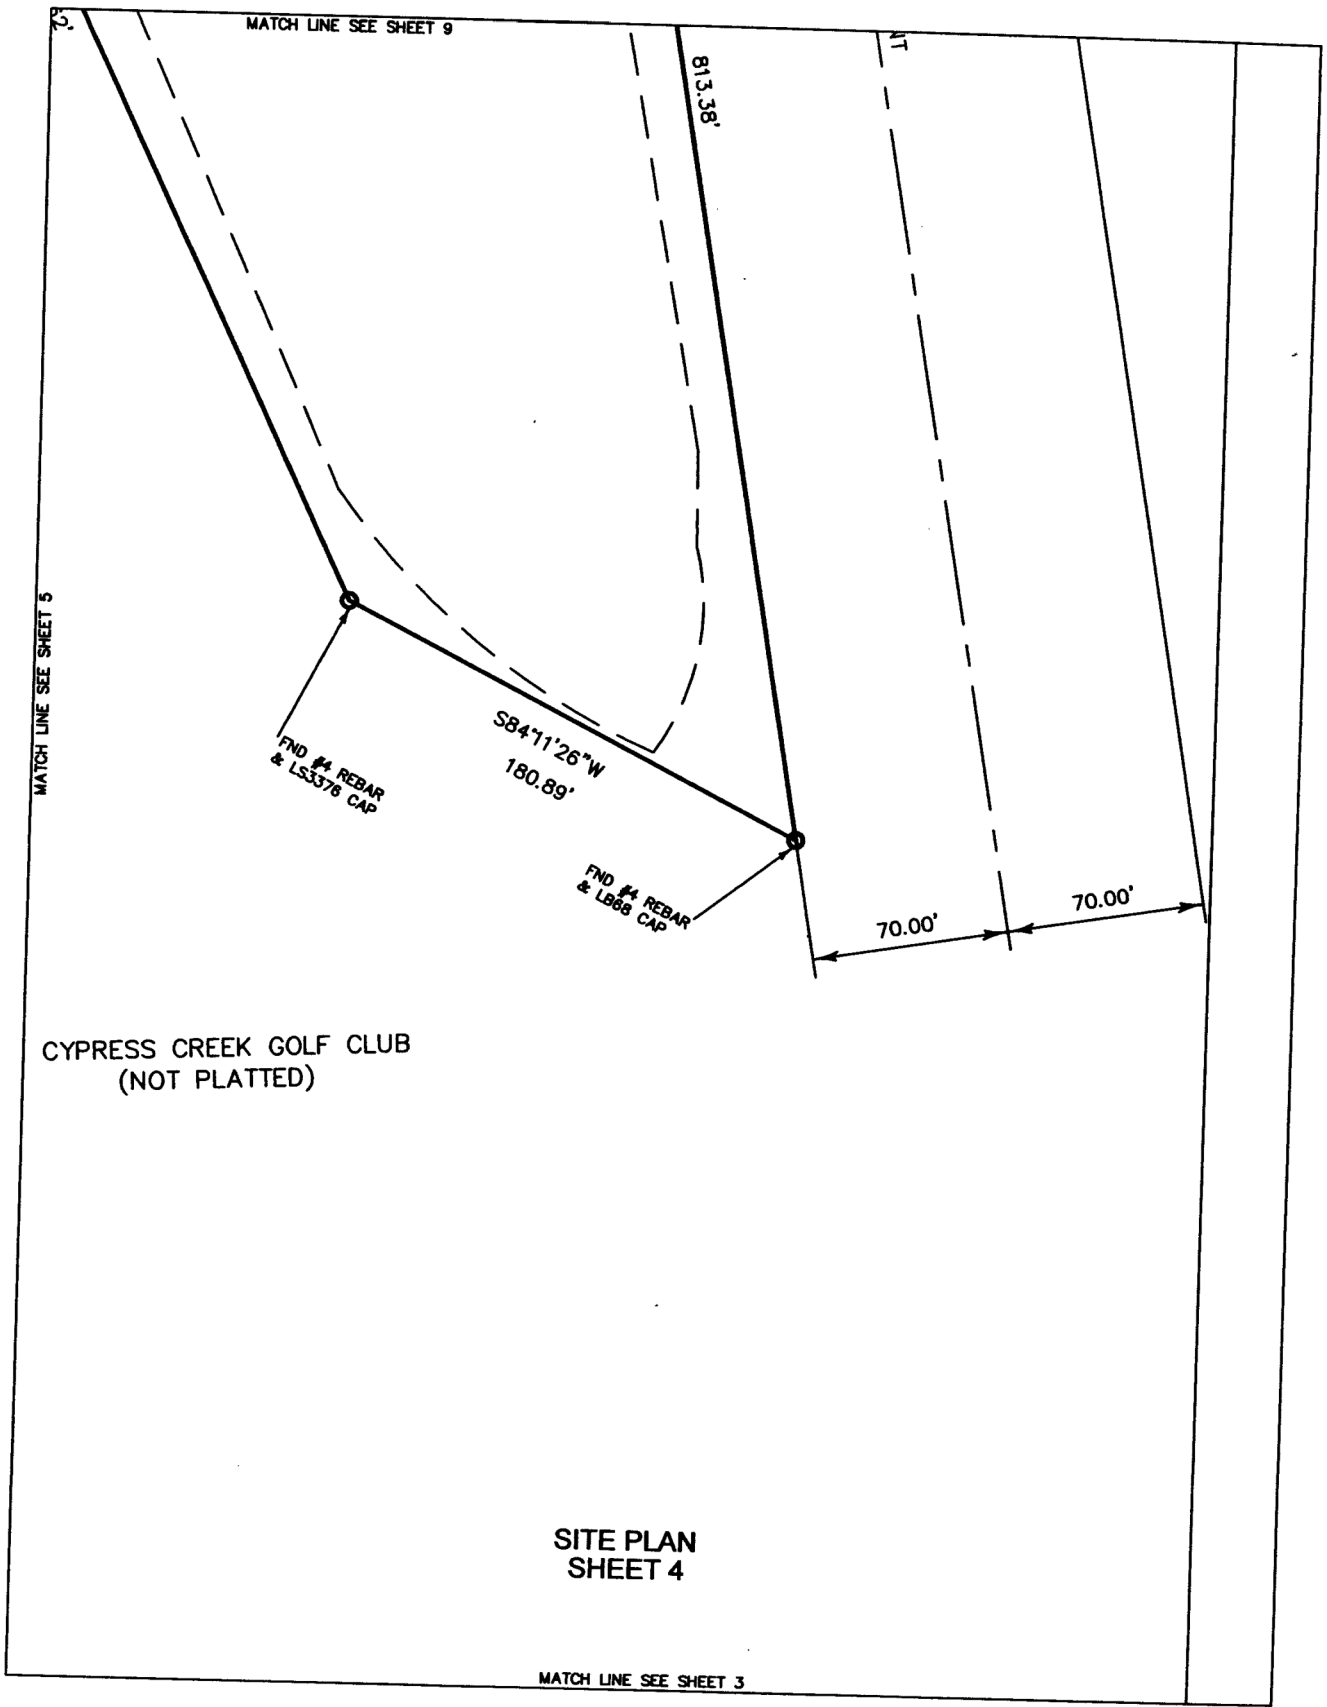 MATCH LINE SEE SHEET 9
813.38'
MATCH LINE SEE SHEET 5
S84°11'26"W
180.89'
FND #4 REBAR
& LS3376 CAP
FND #4 REBAR
& LB68 CAP
70.00'
70.00'
CYPRESS CREEK GOLF CLUB
(NOT PLATTED)
SITE PLAN
SHEET 4
MATCH LINE SEE SHEET 3